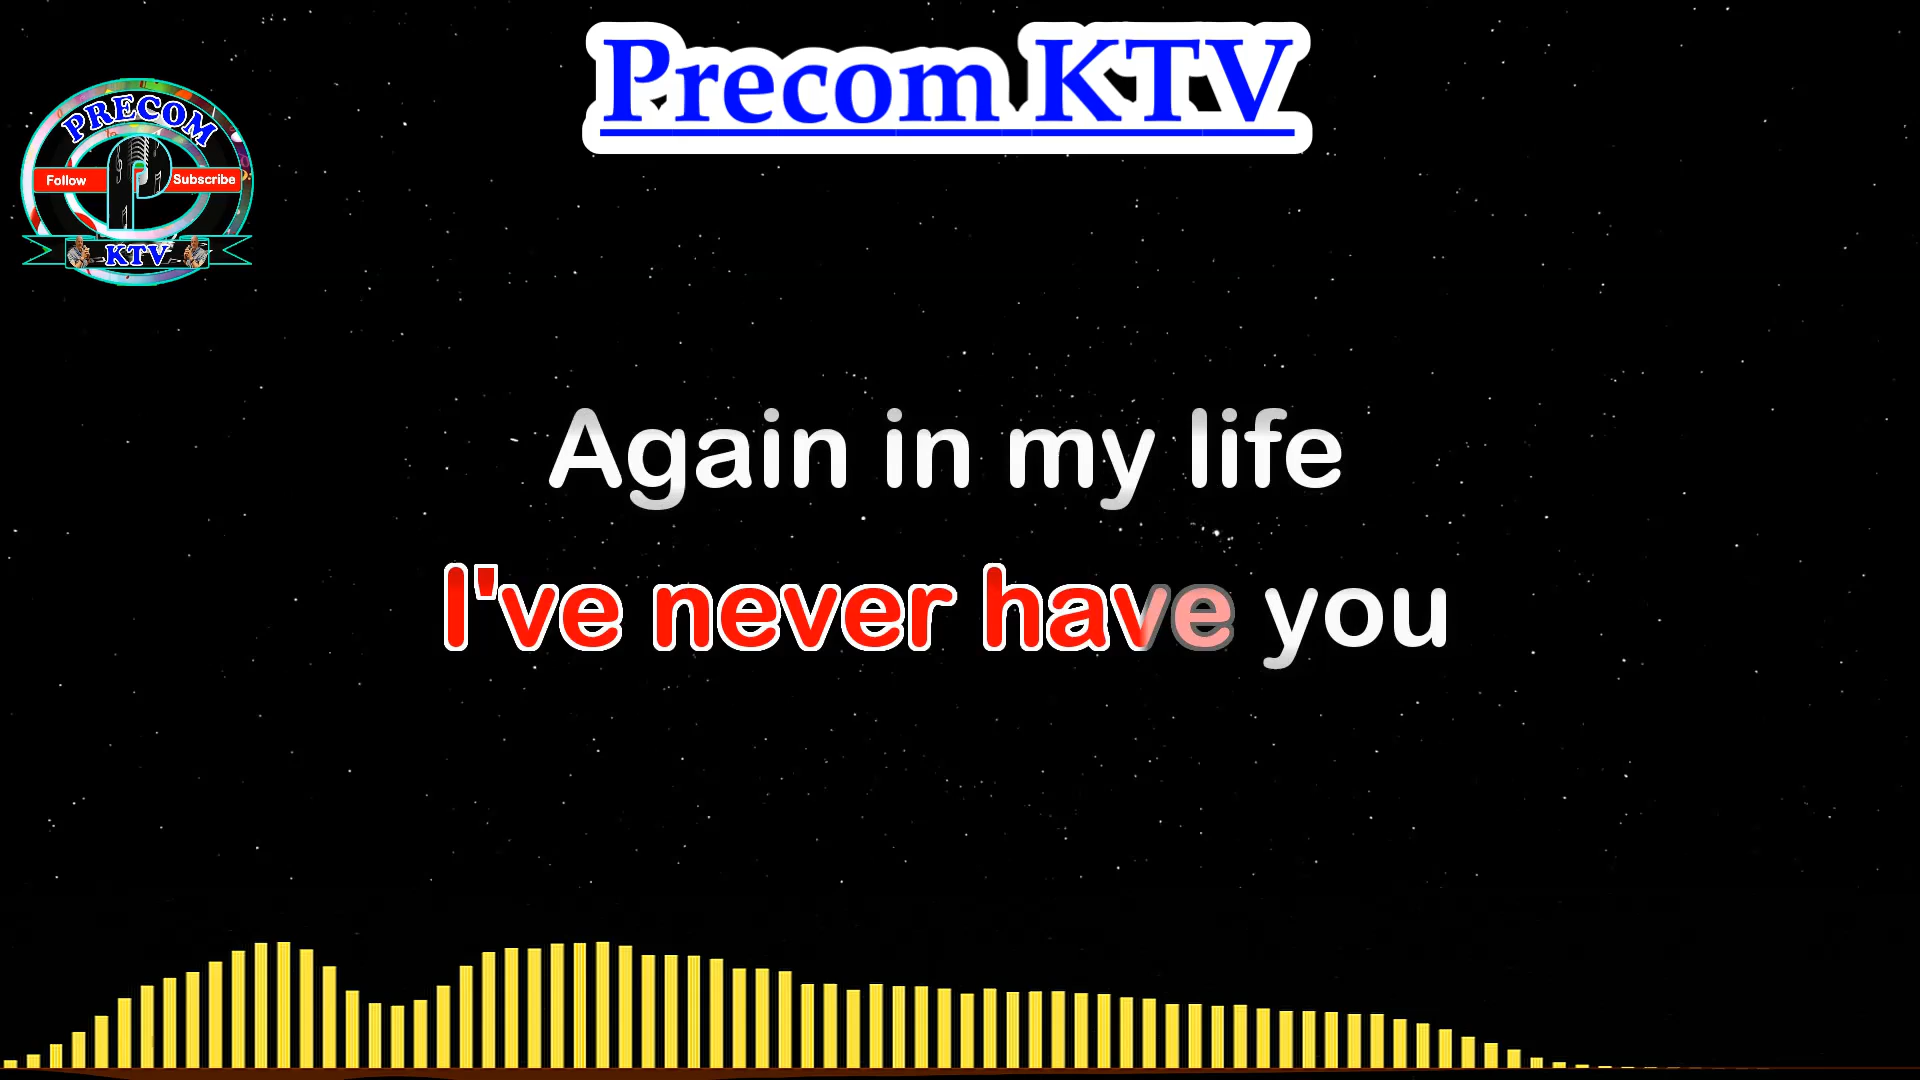 Precom KTV
PRECOM
Follow
Subscribe
KTV
Again in my life
I've never have you